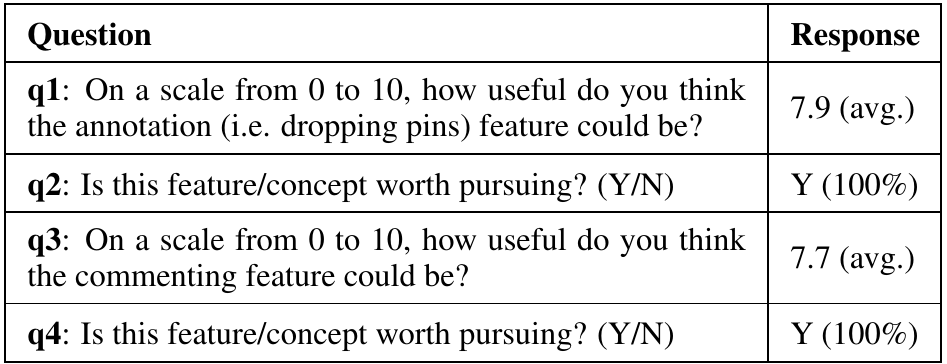 Question Response
q1: On a scale from 0 to 10, how useful do you think
the annotation (i.e. dropping pins) feature could be?
7.9 (avg.)
q2: Is this feature/concept worth pursuing? (Y/N) Y (100%)
q3: On a scale from 0 to 10, how useful do you think
the commenting feature could be?
7.7 (avg.)
q4: Is this feature/concept worth pursuing? (Y/N) Y (100%)